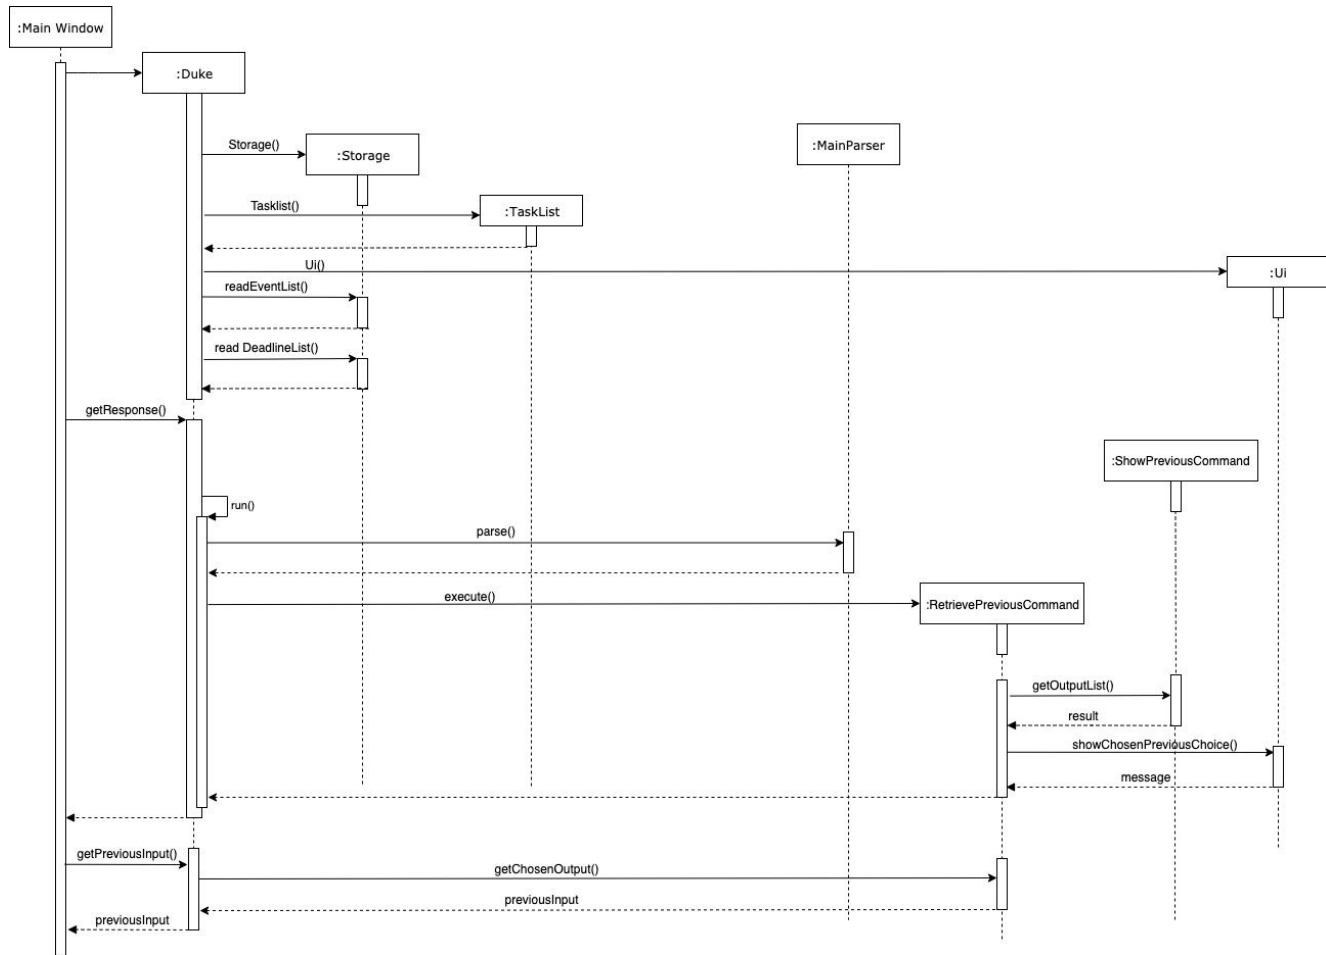 :Main Window
:Duke
:MainParser
Storage()
:Storage
Tasklist()
:TaskList
Ui()
:Ui
readEventList()
read DeadlineList()
getResponse()
:ShowPreviousCommand
run()
parse()
execute()
:RetrievePreviousCommand
getOutputList()
result
showChosenPreviousChoice()
message
getPreviousInput()
getChosenOutput()
previousInput
previousInput